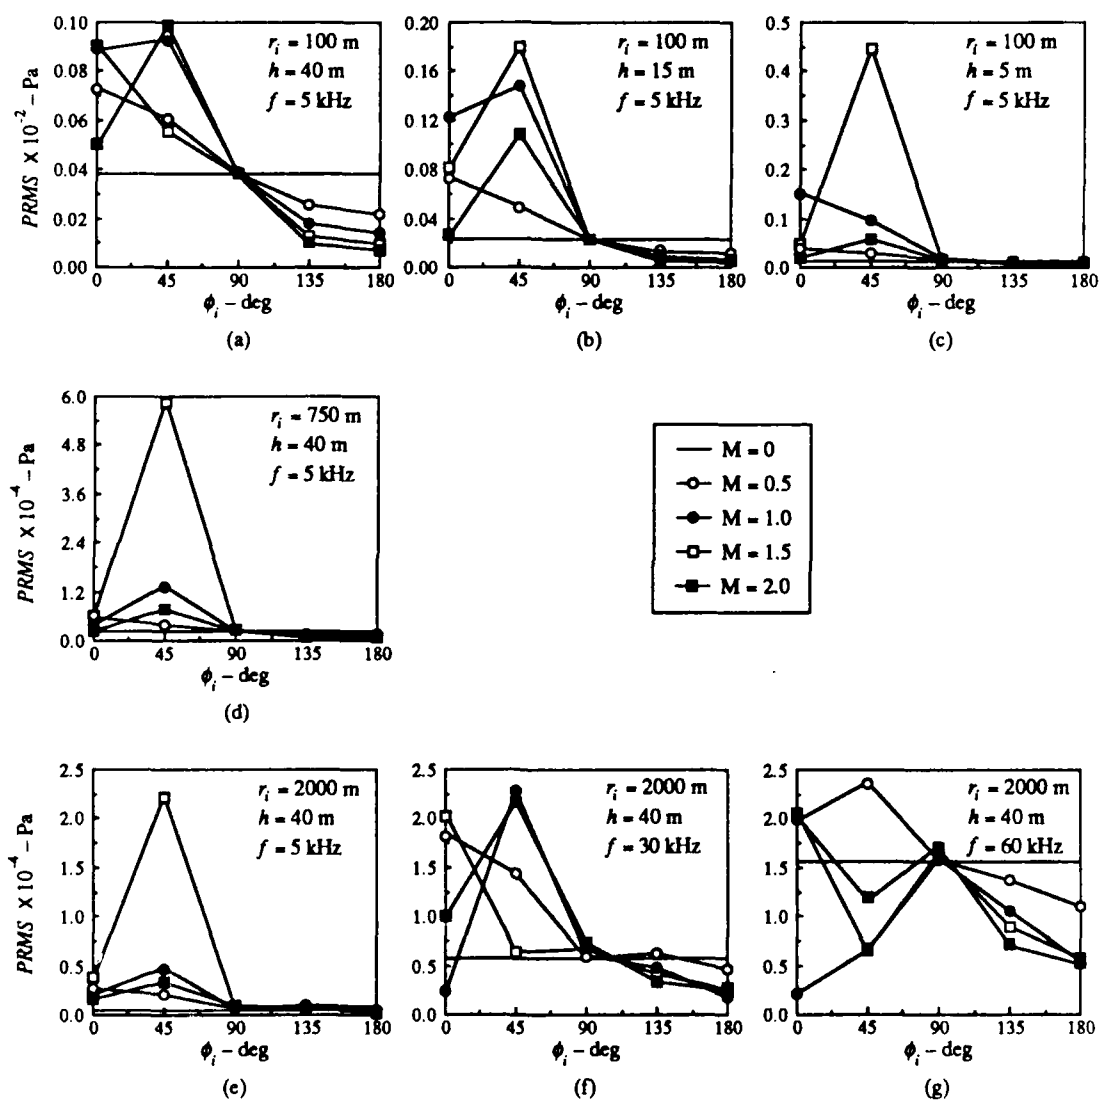 PRMS X 10⁻² – Pa
0.10
0.08
0.06
0.04
0.02
0.00
r_i = 100 m
h = 40 m
f = 5 kHz
0 45 90 135 180
ϕ_i – deg
(a)
0.20
0.16
0.12
0.08
0.04
0.00
r_i = 100 m
h = 15 m
f = 5 kHz
0 45 90 135 180
ϕ_i – deg
(b)
0.5
0.4
0.3
0.2
0.1
0.0
r_i = 100 m
h = 5 m
f = 5 kHz
0 45 90 135 180
ϕ_i – deg
(c)
PRMS X 10⁻⁴ – Pa
6.0
4.8
3.6
2.4
1.2
0.0
r_i = 750 m
h = 40 m
f = 5 kHz
0 45 90 135 180
ϕ_i – deg
(d)
M = 0
M = 0.5
M = 1.0
M = 1.5
M = 2.0
PRMS X 10⁻⁴ – Pa
2.5
2.0
1.5
1.0
0.5
0.0
r_i = 2000 m
h = 40 m
f = 5 kHz
0 45 90 135 180
ϕ_i – deg
(e)
2.5
2.0
1.5
1.0
0.5
0.0
r_i = 2000 m
h = 40 m
f = 30 kHz
0 45 90 135 180
ϕ_i – deg
(f)
2.5
2.0
1.5
1.0
0.5
0.0
r_i = 2000 m
h = 40 m
f = 60 kHz
0 45 90 135 180
ϕ_i – deg
(g)